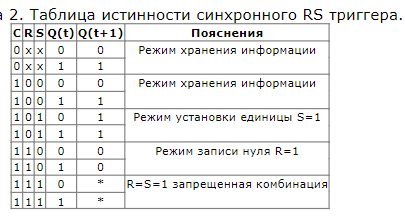 а 2. Таблица истинности синхронного RS триггера.
C R S Q(t) Q(t+1) Пояснения
0 x x 0 0 Режим хранения информации
0 x x 1 1
1 0 0 0 0 Режим хранения информации
1 0 0 1 1
1 0 1 0 1 Режим установки единицы S=1
1 0 1 1 1
1 1 0 0 0 Режим записи нуля R=1
1 1 0 1 0
1 1 1 0 * R=S=1 запрещенная комбинация
1 1 1 1 *